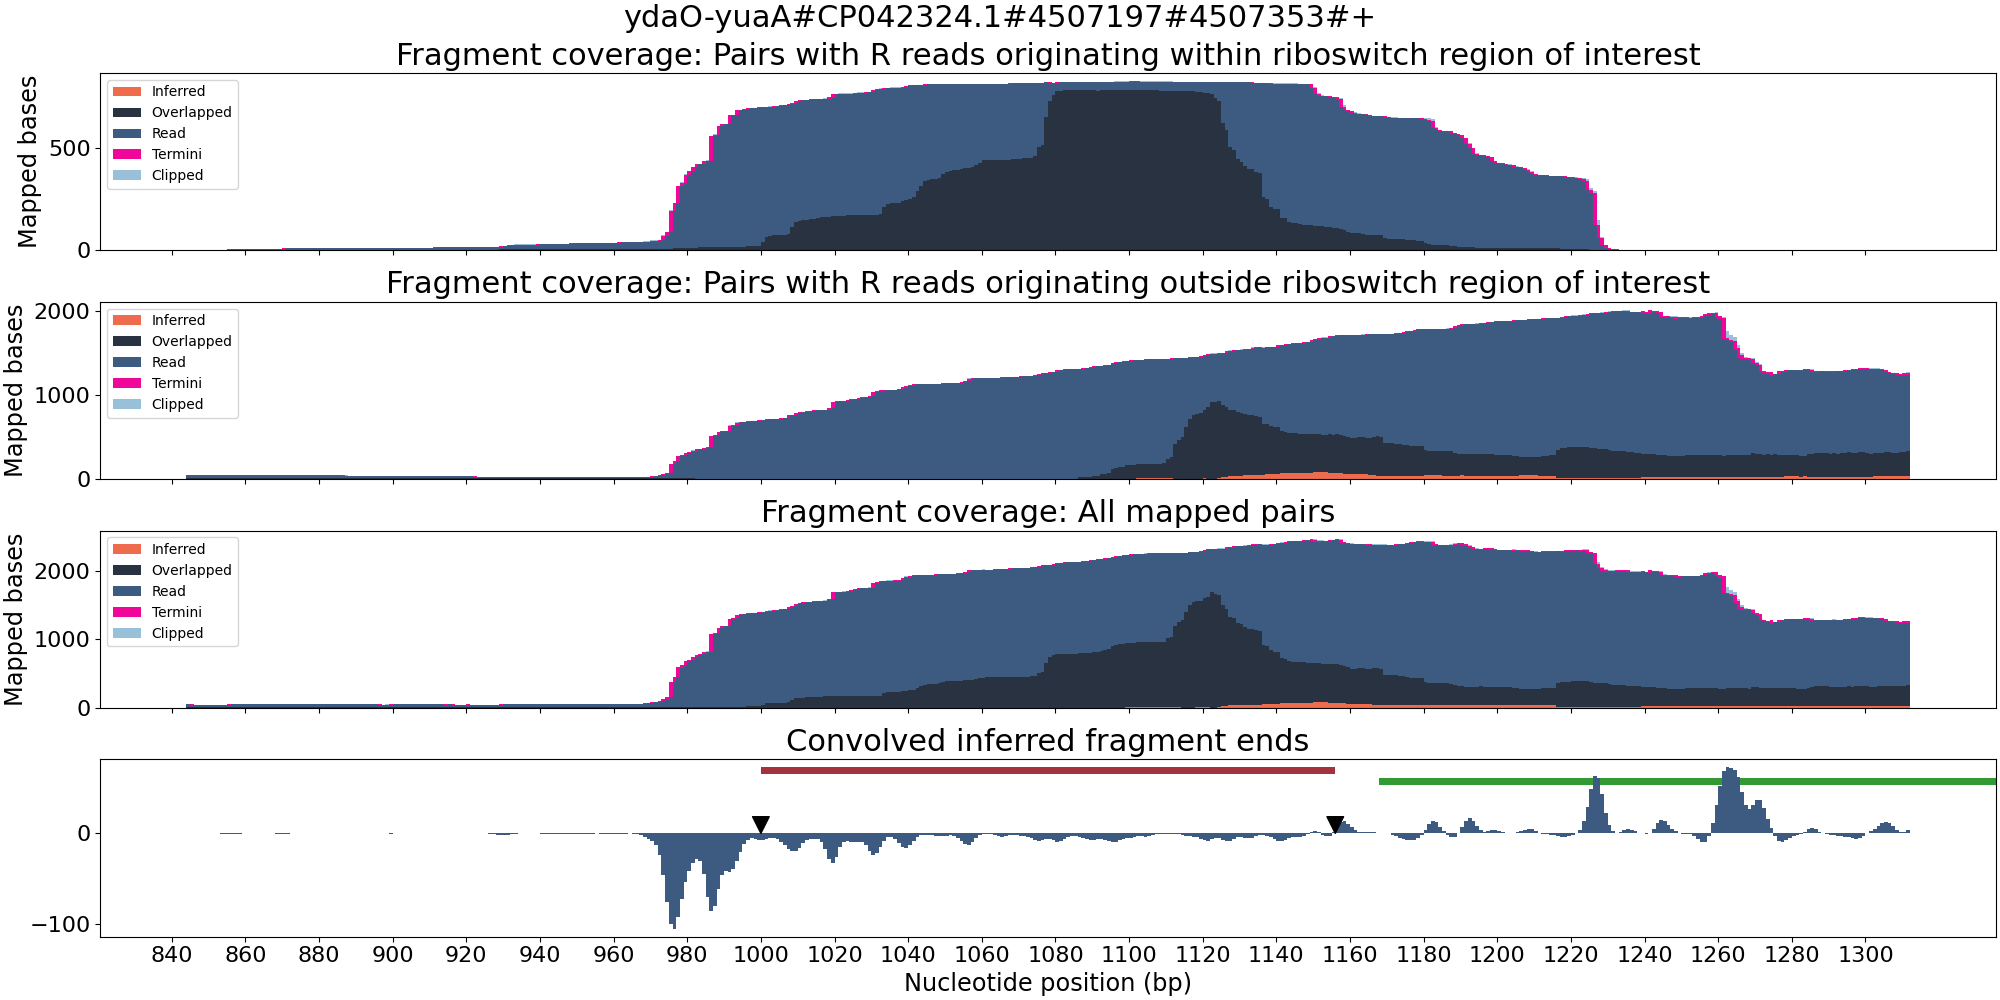 ydaO-yuaA#CP042324.1#4507197#4507353#+
Fragment coverage: Pairs with R reads originating within riboswitch region of interest
Mapped bases
500
0
Inferred
Overlapped
Read
Termini
Clipped
Fragment coverage: Pairs with R reads originating outside riboswitch region of interest
Mapped bases
2000
1000
0
Inferred
Overlapped
Read
Termini
Clipped
Fragment coverage: All mapped pairs
Mapped bases
2000
1000
0
Inferred
Overlapped
Read
Termini
Clipped
Convolved inferred fragment ends
0
−100
840 860 880 900 920 940 960 980 1000 1020 1040 1060 1080 1100 1120 1140 1160 1180 1200 1220 1240 1260 1280 1300
Nucleotide position (bp)